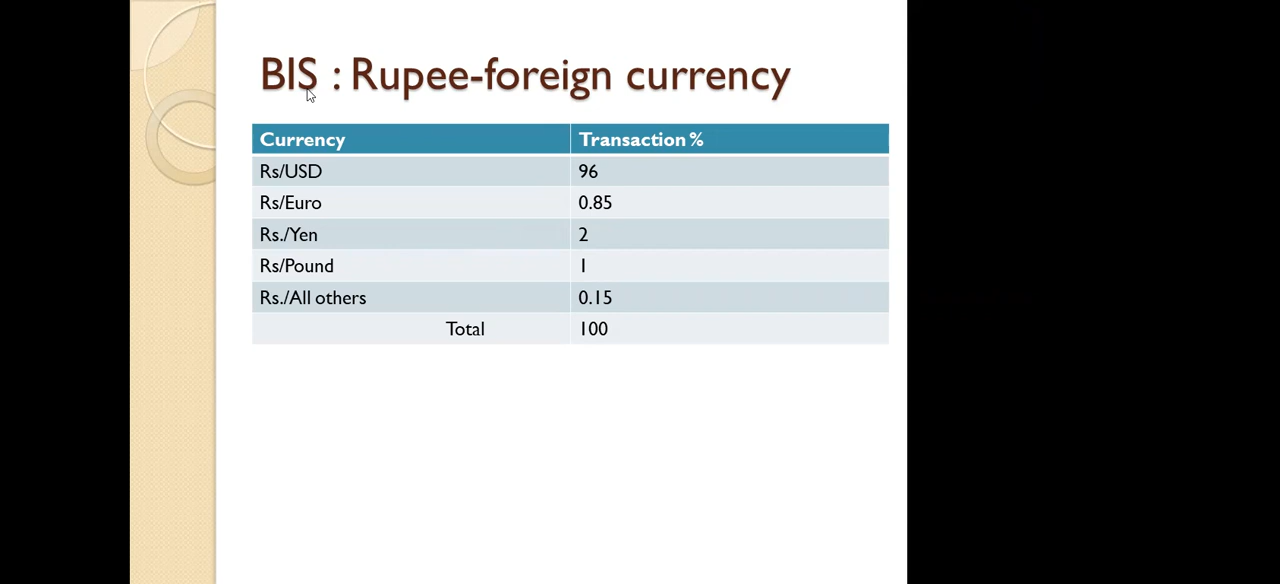 BIS : Rupee-foreign currency
Currency Transaction %
Rs/USD 96
Rs/Euro 0.85
Rs./Yen 2
Rs/Pound 1
Rs./All others 0.15
Total 100